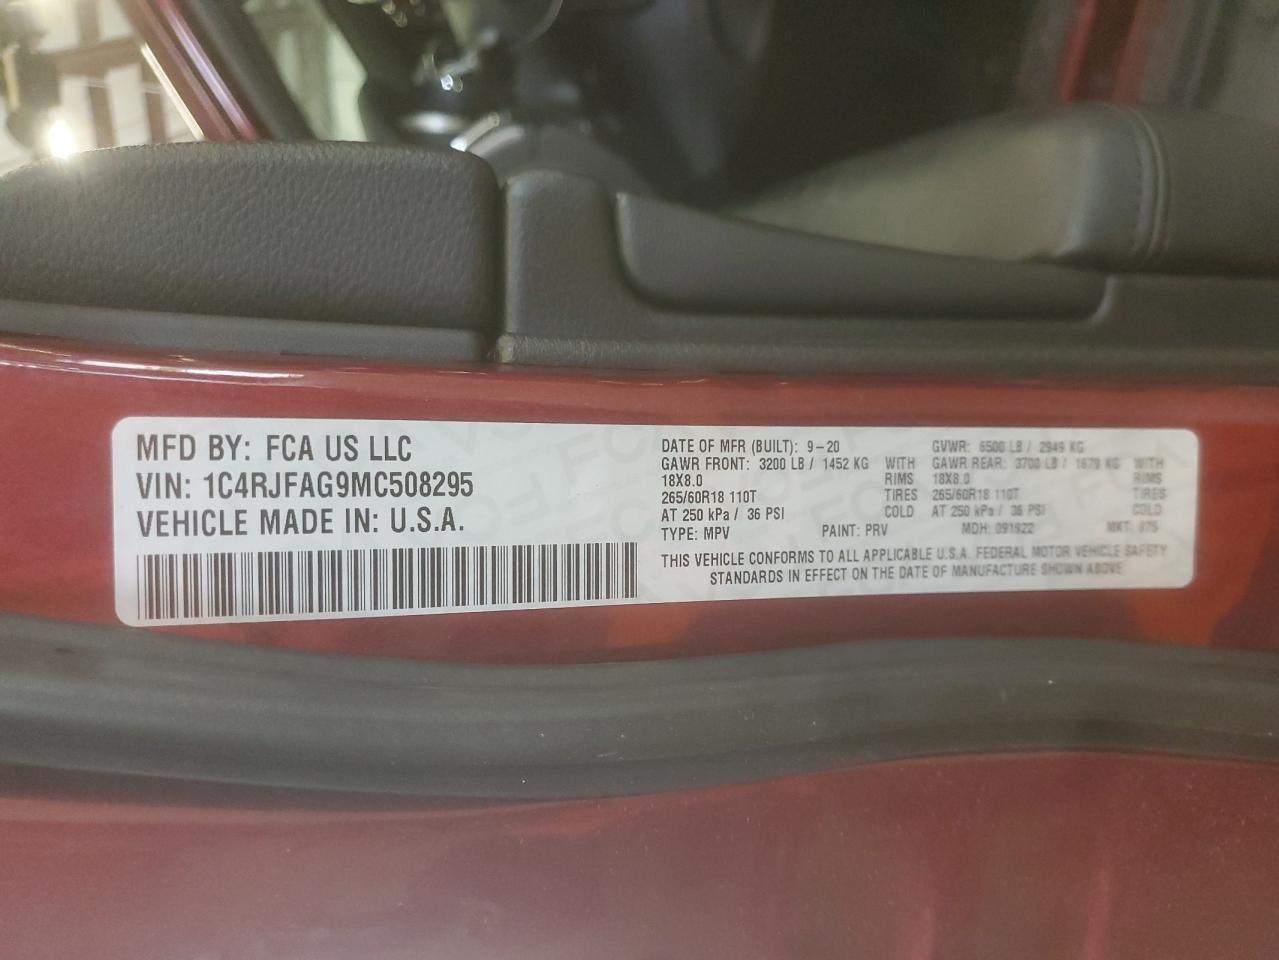 MFD BY: FCA US LLC
VIN: 1C4RJFAG9MC508295
VEHICLE MADE IN: U.S.A.
DATE OF MFR (BUILT): 9-20 GVWR: 6500 LB / 2949 KG
GAWR FRONT: 3200 LB / 1452 KG WITH GAWR REAR: 3700 LB / 1679 KG WITH
18X8.0 RIMS 18X8.0 RIMS
265/60R18 110T TIRES 265/60R18 110T TIRES
AT 250 kPa / 36 PSI COLD AT 250 kPa / 36 PSI COLD
TYPE: MPV PAINT: PRV MDH: 091922 MKT:
THIS VEHICLE CONFORMS TO ALL APPLICABLE U.S.A. FEDERAL MOTOR VEHICLE SAFETY
STANDARDS IN EFFECT ON THE DATE OF MANUFACTURE SHOWN ABOVE